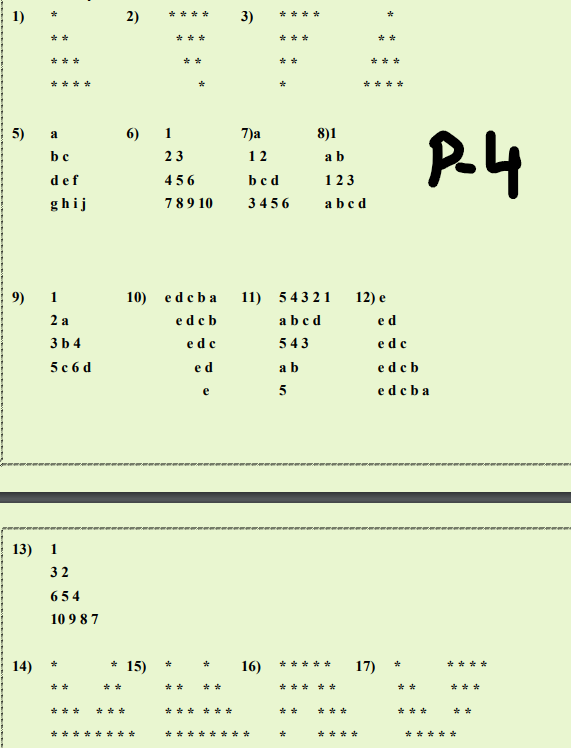 1) * 2) * * * * 3) * * * * *
* * * * * * * * * *
* * * * * * * * * *
* * * * * * * * * *
5) a 6) 1 7)a 8)1
b c 2 3 1 2 a b
d e f 4 5 6 b c d 1 2 3
g h i j 7 8 9 10 3 4 5 6 a b c d
P-4
9) 1 10) e d c b a 11) 5 4 3 2 1 12) e
2 a e d c b a b c d e d
3 b 4 e d c 5 4 3 e d c
5 c 6 d e d a b e d c b
e 5 e d c b a
13) 1
3 2
6 5 4
10 9 8 7
14) * * 15) * * 16) * * * * * 17) * * * * *
* * * * * * * * * * * * * * * * * *
* * * * * * * * * * * * * * * * * * * * * * *
* * * * * * * * * * * * * * * * * * * * * * * * * *